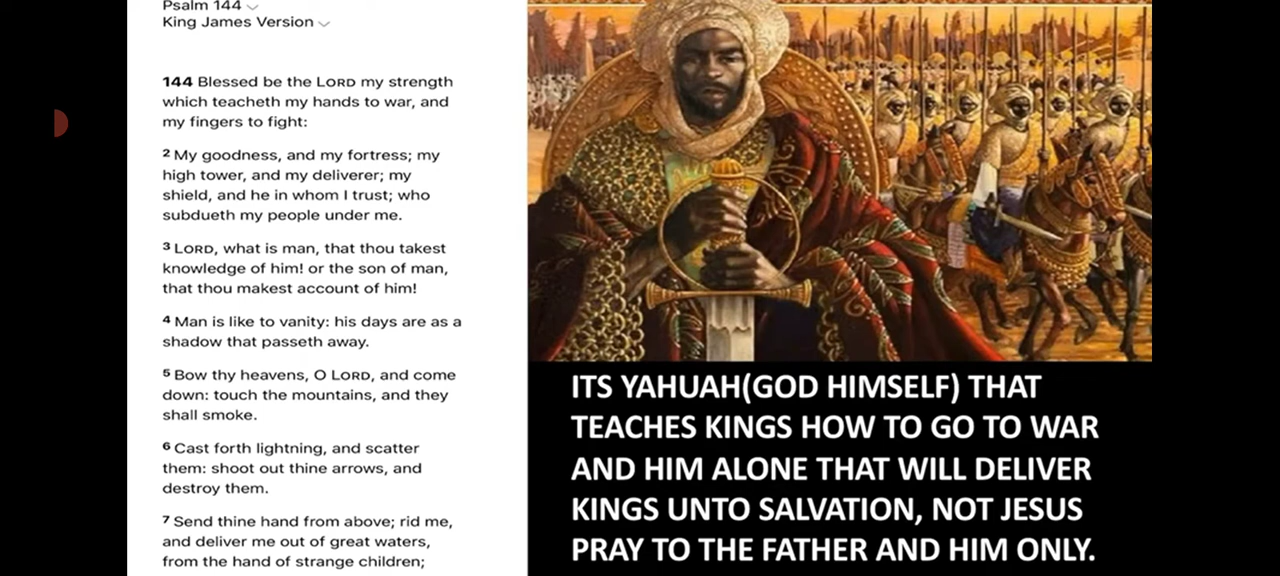 Psalm 144
King James Version
144 Blessed be the LORD my strength
which teacheth my hands to war, and
my fingers to fight:
2 My goodness, and my fortress; my
high tower, and my deliverer; my
shield, and he in whom I trust; who
subdueth my people under me.
3 LORD, what is man, that thou takest
knowledge of him! or the son of man,
that thou makest account of him!
4 Man is like to vanity: his days are as a
shadow that passeth away.
5 Bow thy heavens, O LORD, and come
down: touch the mountains, and they
shall smoke.
6 Cast forth lightning, and scatter
them: shoot out thine arrows, and
destroy them.
7 Send thine hand from above; rid me,
and deliver me out of great waters,
from the hand of strange children;
ITS YAHUAH(GOD HIMSELF) THAT
TEACHES KINGS HOW TO GO TO WAR
AND HIM ALONE THAT WILL DELIVER
KINGS UNTO SALVATION, NOT JESUS
PRAY TO THE FATHER AND HIM ONLY.